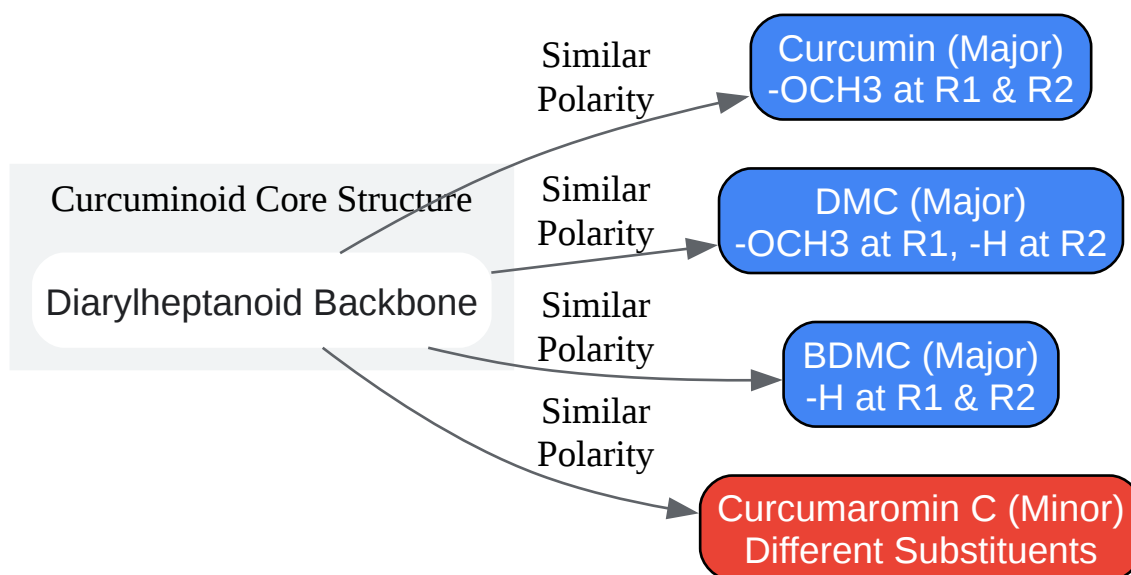 Similar
Polarity
Curcumin (Major)
-OCH3 at R1 & R2
Curcuminoid Core Structure
Diarylheptanoid Backbone
Similar
Polarity
DMC (Major)
-OCH3 at R1, -H at R2
Similar
Polarity
BDMC (Major)
-H at R1 & R2
Similar
Polarity
Curcumaromin C (Minor)
Different Substituents